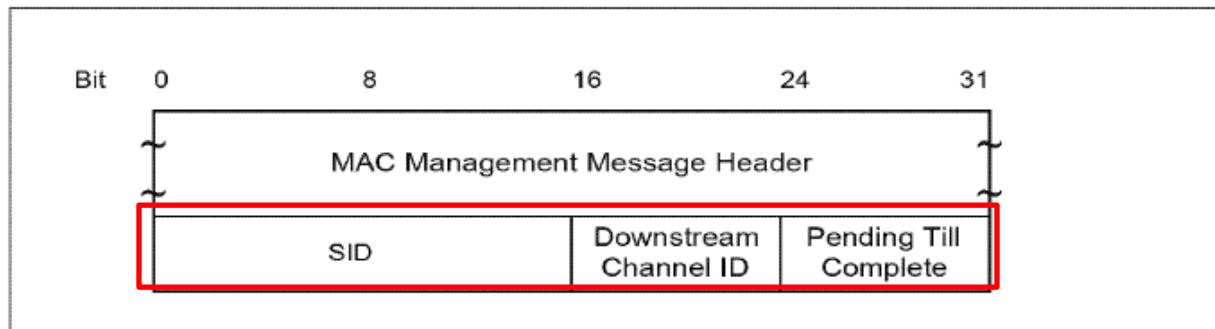 Bit 0 8 16 24 31
MAC Management Message Header
SID
Downstream
Channel ID
Pending Till
Complete